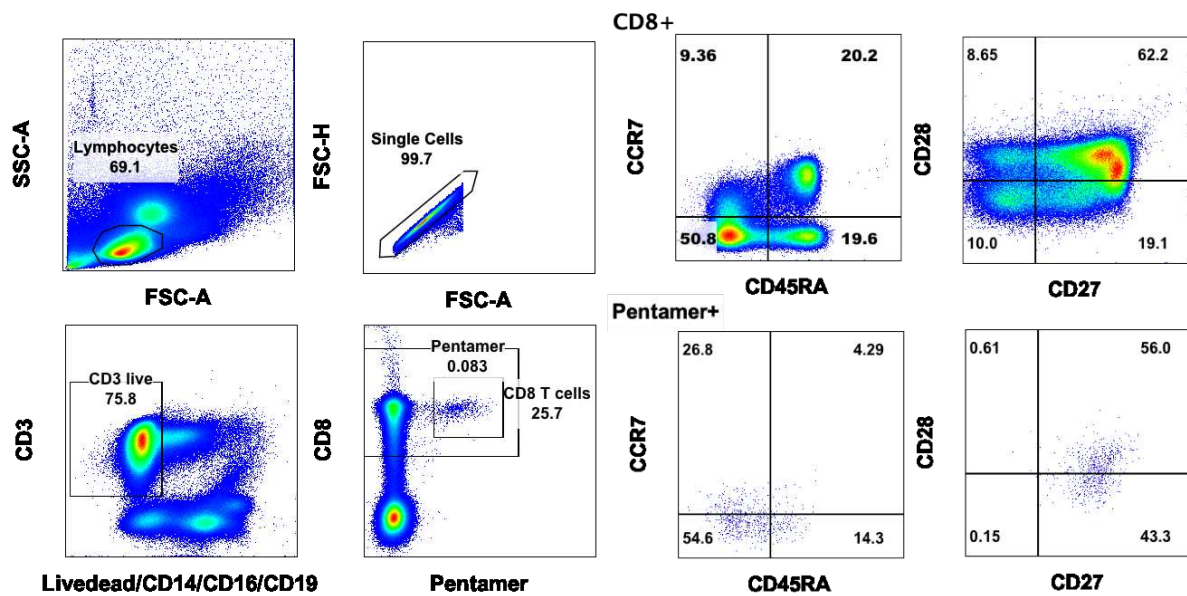 SSC-A
Lymphocytes
69.1
FSC-A
FSC-H
Single Cells
99.7
FSC-A
CD8+
CCR7
9.36
20.2
50.8
19.6
CD45RA
CD28
8.65
62.2
10.0
19.1
CD27
CD3
CD3 live
75.8
Livedead/CD14/CD16/CD19
CD8
Pentamer
0.083
CD8 T cells
25.7
Pentamer
Pentamer+
CCR7
26.8
4.29
54.6
14.3
CD45RA
CD28
0.61
56.0
0.15
43.3
CD27